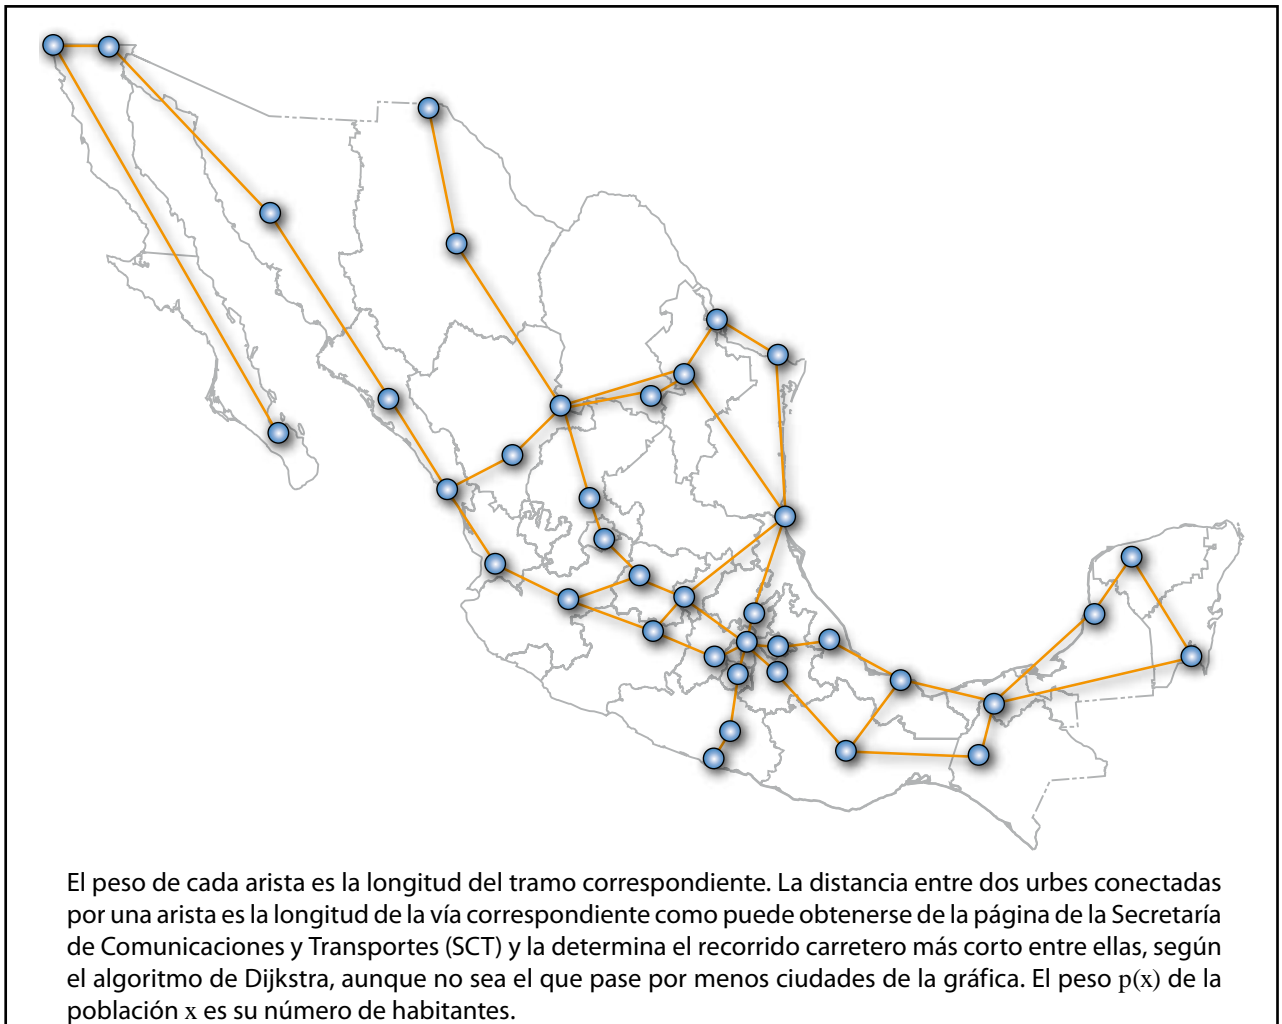 El peso de cada arista es la longitud del tramo correspondiente. La distancia entre dos urbes conectadas
por una arista es la longitud de la vía correspondiente como puede obtenerse de la página de la Secretaría
de Comunicaciones y Transportes (SCT) y la determina el recorrido carretero más corto entre ellas, según
el algoritmo de Dijkstra, aunque no sea el que pase por menos ciudades de la gráfica. El peso p(x) de la
población x es su número de habitantes.